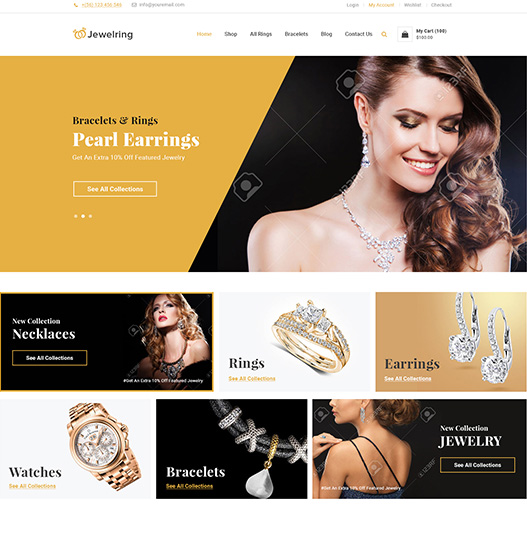 +(56) 123 456 546
info@yourmail.com
Login
My Account
Wishlist
Checkout
Jewelring
Home
Shop
All Rings
Bracelets
Blog
Contact Us
My Cart (100)
$160.00
Bracelets & Rings
Pearl Earrings
Get An Extra 10% Off Featured Jewelry
See All Collections
New Collection
Necklaces
See All Collections
#Get An Extra 10% Off Featured Jewelry
Rings
See All Collections
Earrings
See All Collections
Watches
See All Collections
Bracelets
See All Collections
New Collection
JEWELRY
See All Collections
#Get An Extra 10% Off Featured Jewelry
123RF